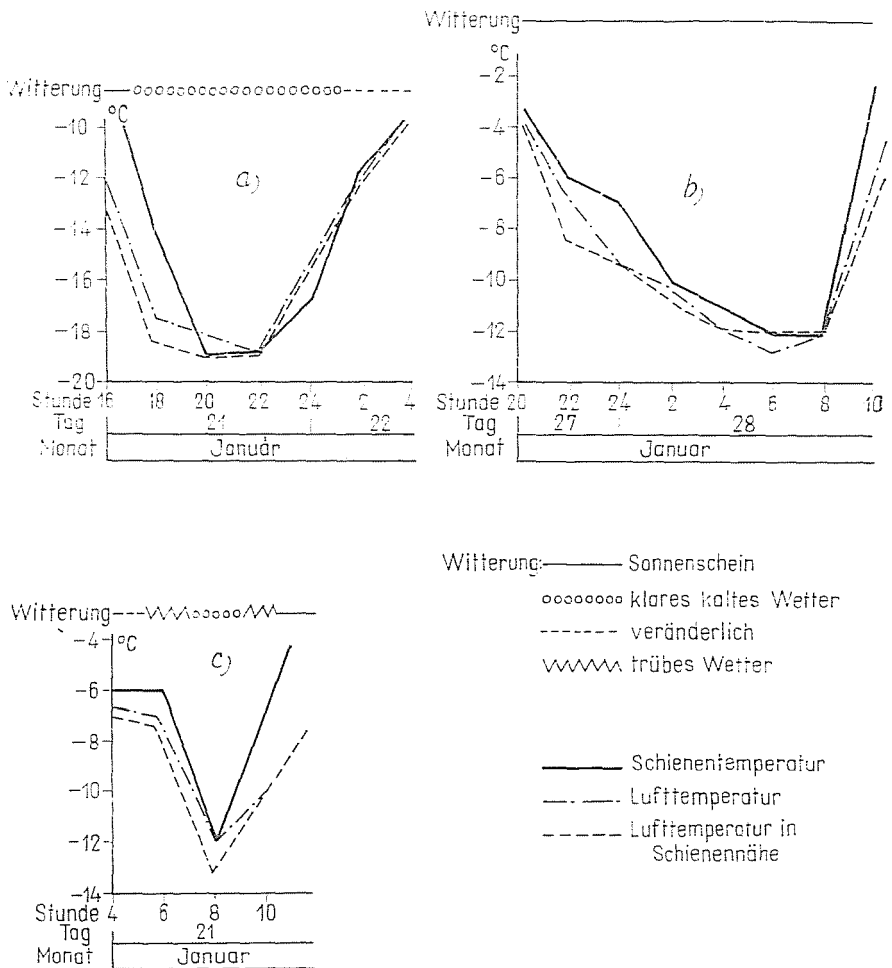 Witterung
°C
-10
-12
-14
-16
-18
-20
a)
Stunde 16 18 20 22 24 2 4
Tag 21 22
Monat Januar
Witterung
°C
-2
-4
-6
-8
-10
-12
-14
b)
Stunde 20 22 24 2 4 6 8 10
Tag 27 28
Monat Januar
Witterung
°C
-4
-6
-8
-10
-12
-14
c)
Stunde 4 6 8 10
Tag 21
Monat Januar
Witterung: Sonnenschein
klares kaltes Wetter
veränderlich
trübes Wetter
Schienentemperatur
Lufttemperatur
Lufttemperatur in
Schienennähe